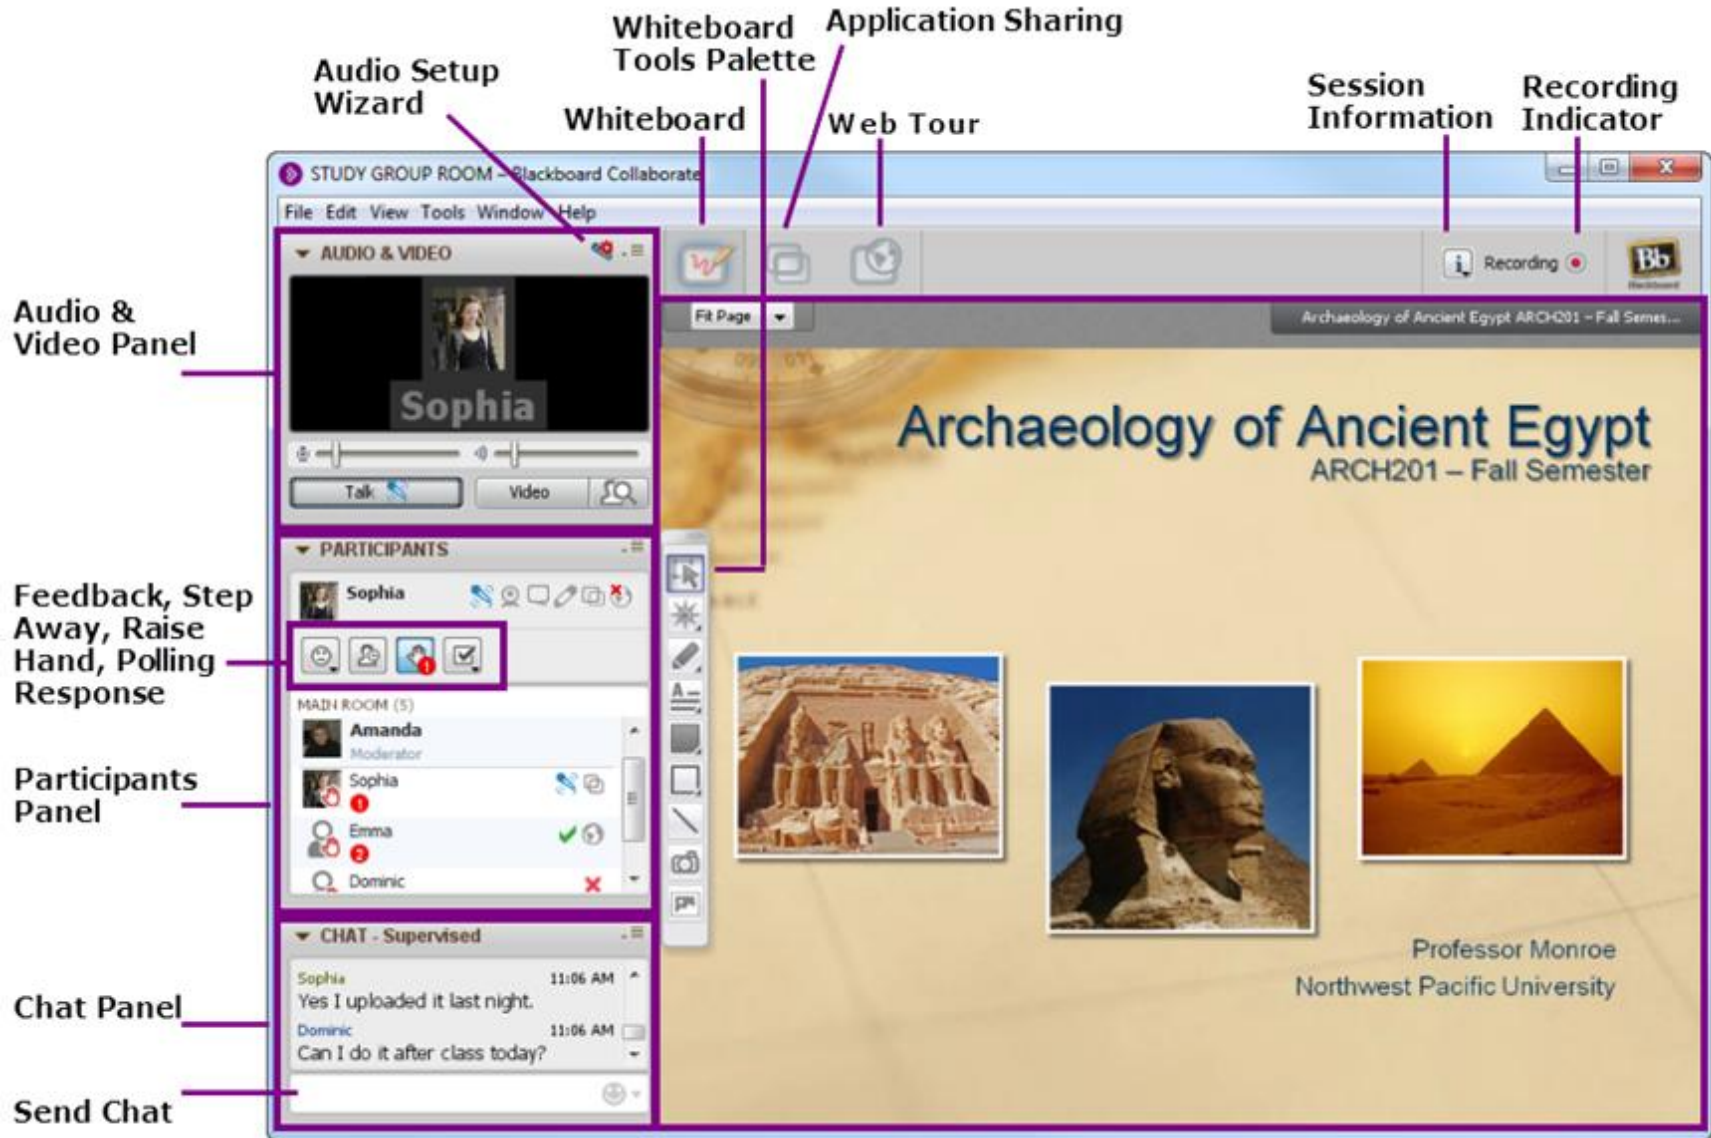 Whiteboard
Tools Palette
Application Sharing
Audio Setup
Wizard
Whiteboard
Web Tour
Session
Information
Recording
Indicator
STUDY GROUP ROOM – Blackboard Collaborate
File Edit View Tools Window Help
AUDIO & VIDEO
Recording
Bb
Blackboard
Audio &
Video Panel
Sophia
Fit Page
Archaeology of Ancient Egypt ARCH201 – Fall Semes...
Archaeology of Ancient Egypt
ARCH201 – Fall Semester
Talk
Video
PARTICIPANTS
Sophia
Feedback, Step
Away, Raise
Hand, Polling
Response
1
MAIN ROOM (5)
Amanda
Moderator
Participants
Panel
Sophia
1
Emma
2
Dominic
CHAT - Supervised
Chat Panel
Sophia 11:06 AM
Yes I uploaded it last night.
Dominic 11:06 AM
Can I do it after class today?
Send Chat
Professor Monroe
Northwest Pacific University